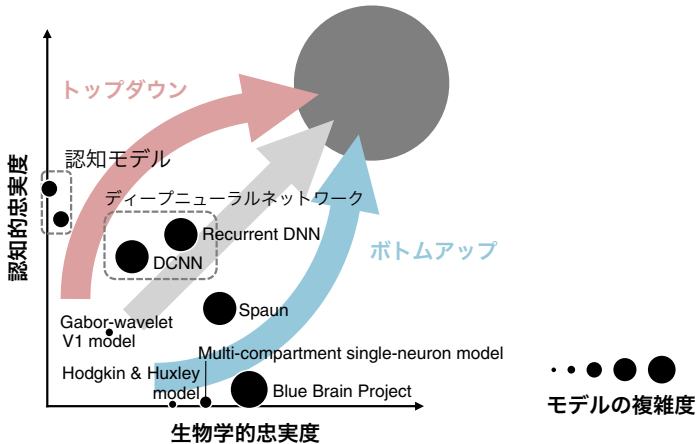 トップダウン
認知モデル
ディープニューラルネットワーク
認知的忠実度
Recurrent DNN
DCNN
ボトムアップ
Spaun
Gabor-wavelet
V1 model
Multi-compartment single-neuron model
Hodgkin & Huxley
model
Blue Brain Project
生物学的忠実度
モデルの複雑度